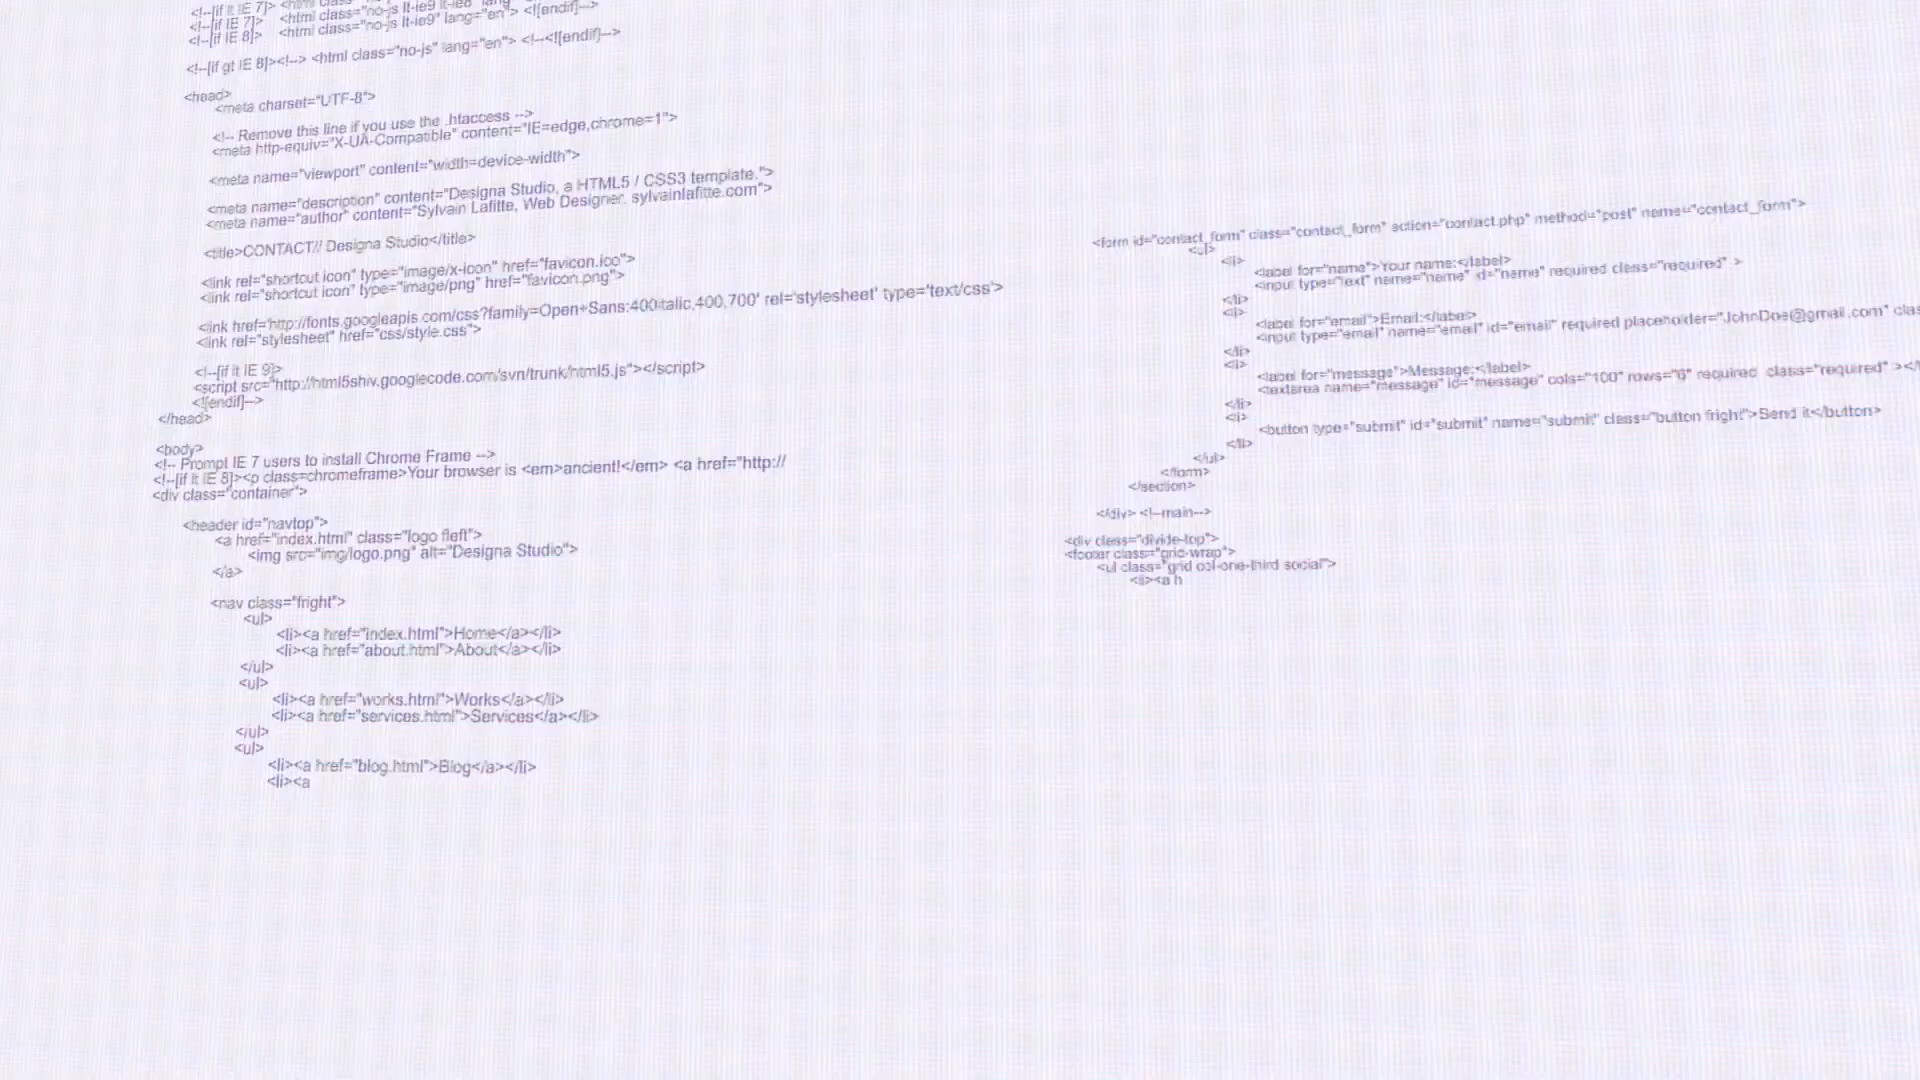 <!--[if lt IE 7]> <html class="no-js lt-ie9 lt-ie8
<!--[if IE 7]> <html class="no-js lt-ie9 lt-ie8" lang=
<!--[if IE 8]> <html class="no-js lt-ie9" lang="en"> <![endif]-->
<!--[if gt IE 8]><!--> <html class="no-js" lang="en"> <!--<![endif]-->
<head>
<meta charset="UTF-8">
<!-- Remove this line if you use the .htaccess -->
<meta http-equiv="X-UA-Compatible" content="IE=edge,chrome=1">
<meta name="viewport" content="width=device-width">
<meta name="description" content="Designa Studio, a HTML5 / CSS3 template.">
<meta name="author" content="Sylvain Lafitte, Web Designer, sylvainlafitte.com">
<title>CONTACT// Designa Studio</title>
<link rel="shortcut icon" type="image/x-icon" href="favicon.ico">
<link rel="shortcut icon" type="image/png" href="favicon.png">
<link href='http://fonts.googleapis.com/css?family=Open+Sans:400italic,400,700' rel='stylesheet' type='text/css'>
<link rel="stylesheet" href="css/style.css">
<!--[if lt IE 9]>
<script src="http://html5shiv.googlecode.com/svn/trunk/html5.js"></script>
<![endif]-->
</head>
<body>
<!-- Prompt IE 7 users to install Chrome Frame -->
<!--[if lt IE 8]><p class=chromeframe>Your browser is <em>ancient!</em> <a href="http://
<div class="container">
<header id="navtop">
<a href="index.html" class="logo fleft">
<img src="img/logo.png" alt="Designa Studio">
</a>
<nav class="fright">
<ul>
<li><a href="index.html">Home</a></li>
<li><a href="about.html">About</a></li>
</ul>
<ul>
<li><a href="works.html">Works</a></li>
<li><a href="services.html">Services</a></li>
</ul>
<ul>
<li><a href="blog.html">Blog</a></li>
<li><a
<form id="contact_form" class="contact_form" action="contact.php" method="post" name="contact_form">
<ul>
<li>
<label for="name">Your name:</label>
<input type="text" name="name" id="name" required class="required" >
</li>
<li>
<label for="email">Email:</label>
<input type="email" name="email" id="email" required placeholder="JohnDoe@gmail.com" clas
</li>
<li>
<label for="message">Message:</label>
<textarea name="message" id="message" cols="100" rows="6" required class="required" ></
</li>
<li>
<button type="submit" id="submit" name="submit" class="button fright">Send it</button>
</li>
</ul>
</form>
</section>
</div> <!--main-->
<div class="divide-top">
<footer class="grid-wrap">
<ul class="grid col-one-third social">
<li><a h